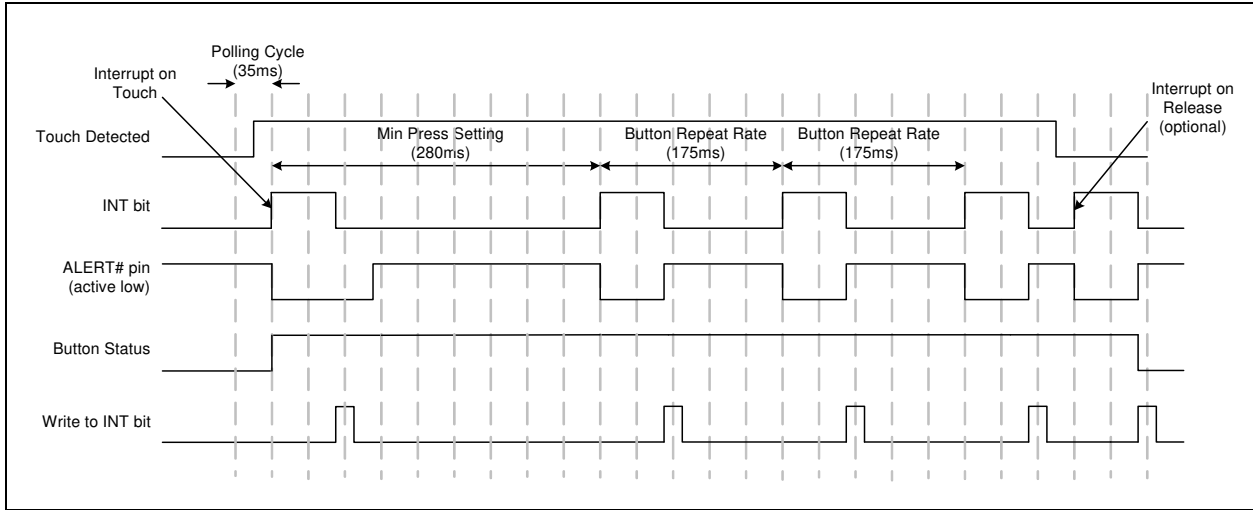 Polling Cycle
(35ms)
Interrupt on
Touch
Interrupt on
Release
(optional)
Touch Detected
Min Press Setting
(280ms)
Button Repeat Rate
(175ms)
Button Repeat Rate
(175ms)
INT bit
ALERT# pin
(active low)
Button Status
Write to INT bit